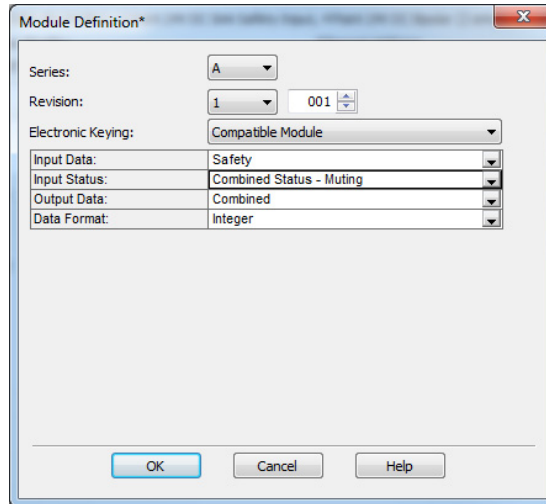 Module Definition*
Series: A
Revision: 1 001
Electronic Keying: Compatible Module
Input Data: Safety
Input Status: Combined Status - Muting
Output Data: Combined
Data Format: Integer
OK Cancel Help